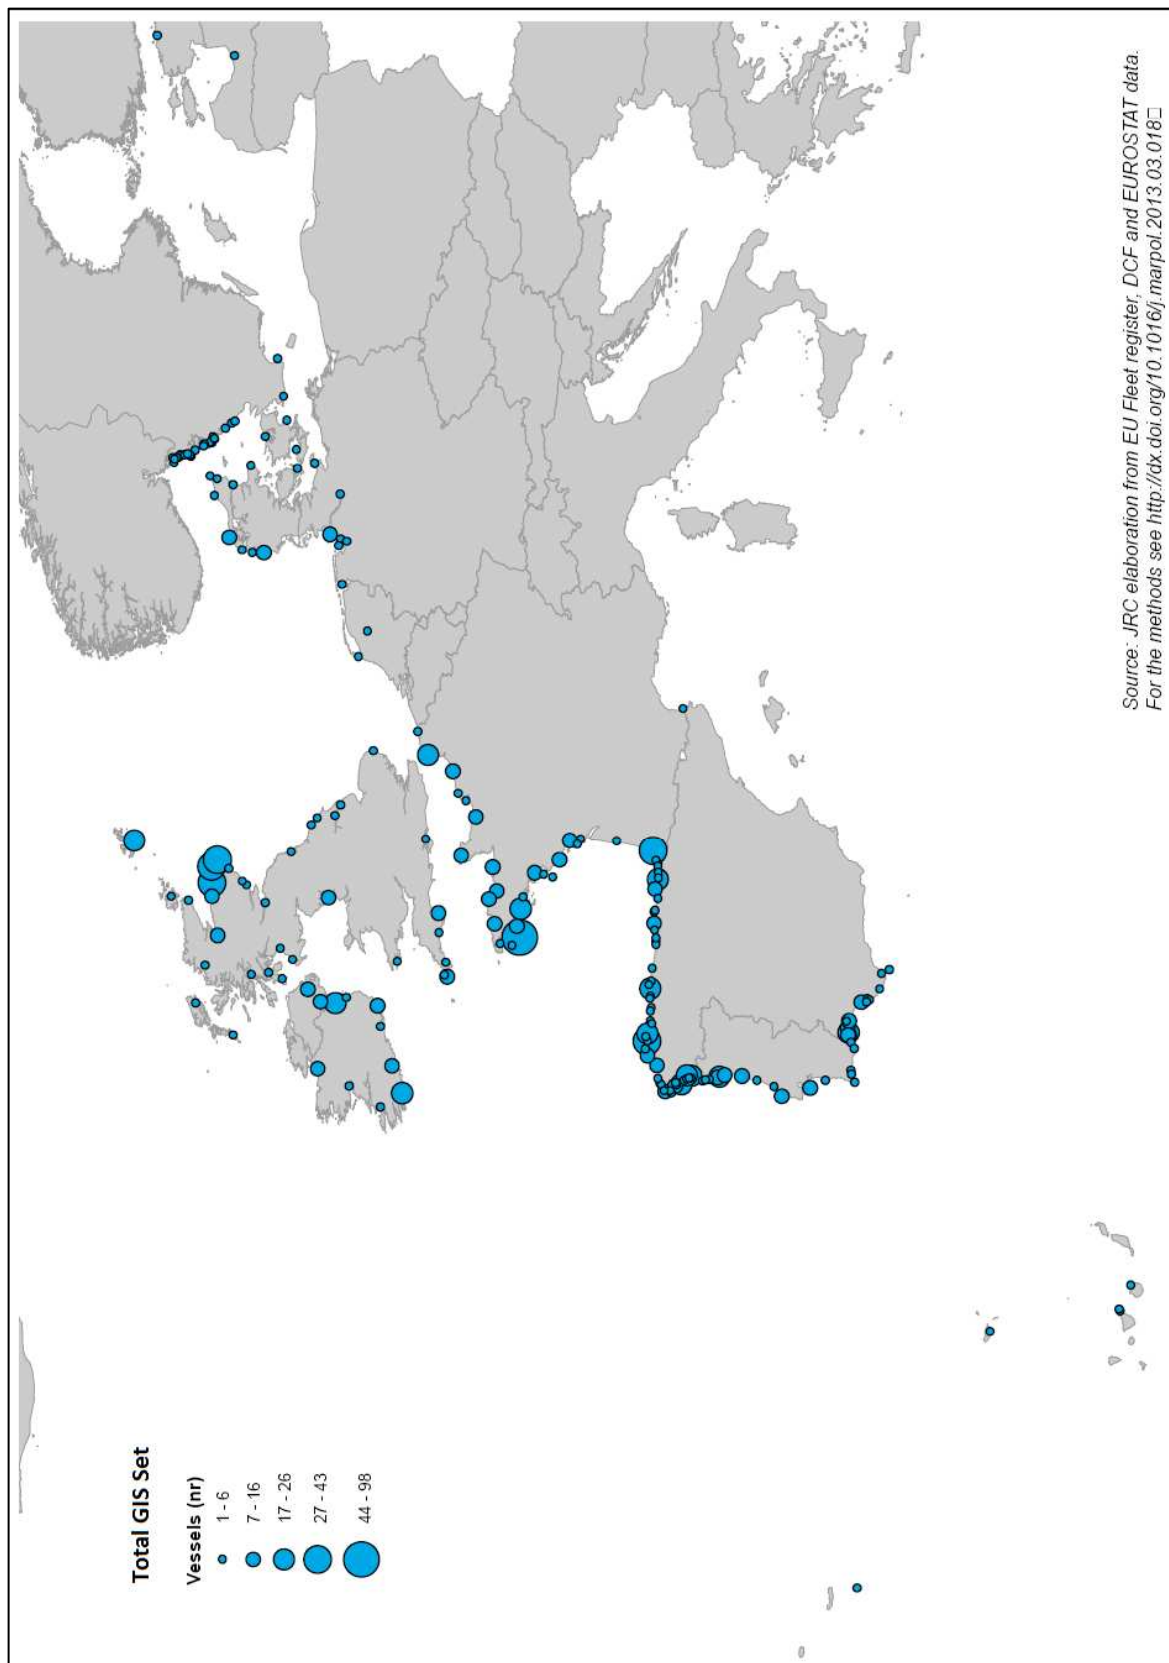 Total GIS Set
Vessels (nr)
1 - 6
7 - 16
17 - 26
27 - 43
44 - 98
Source: JRC elaboration from EU Fleet register, DCF and EUROSTAT data.
For the methods see http://dx.doi.org/10.1016/j.marpol.2013.03.018□